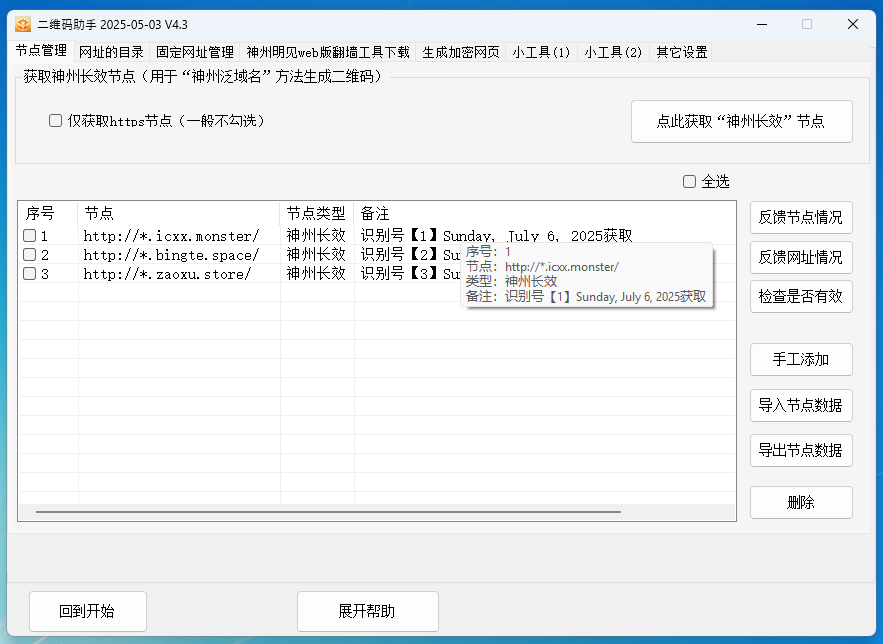 二维码助手 2025-05-03 V4.3
节点管理 网址的目录 固定网址管理 神州明见web版翻墙工具下载 生成加密网页 小工具(1) 小工具(2) 其它设置
获取神州长效节点（用于“神州泛域名”方法生成二维码）
仅获取https节点（一般不勾选）
点此获取“神州长效”节点
全选
序号 节点 节点类型 备注
1 http://*.icxx.monster/ 神州长效 识别号【1】Sunday, July 6, 2025获取
2 http://*.bingte.space/ 神州长效 识别号【2】Su
3 http://*.zaoxu.store/ 神州长效 识别号【3】Su
序号： 1
节点： http://*.icxx.monster/
类型： 神州长效
备注： 识别号【1】Sunday, July 6, 2025获取
反馈节点情况
反馈网址情况
检查是否有效
手工添加
导入节点数据
导出节点数据
删除
回到开始
展开帮助